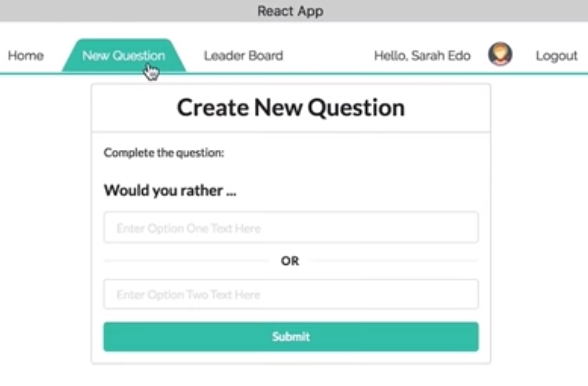 React App
Home New Question Leader Board Hello, Sarah Edo Logout
Create New Question
Complete the question:
Would you rather ...
Enter Option One Text Here
OR
Enter Option Two Text Here
Submit